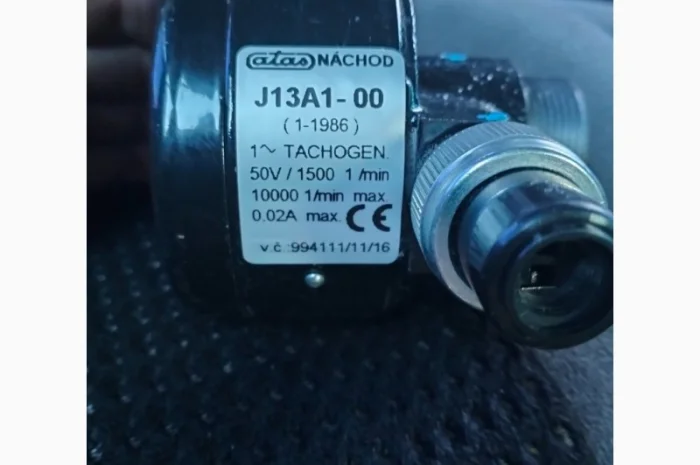 atas NÁCHOD
J13A1-00
(1-1986)
1~ TACHOGEN.
50V / 1500 1/min
10000 1/min max
0.02A max. CE
v.č.:994111/11/16